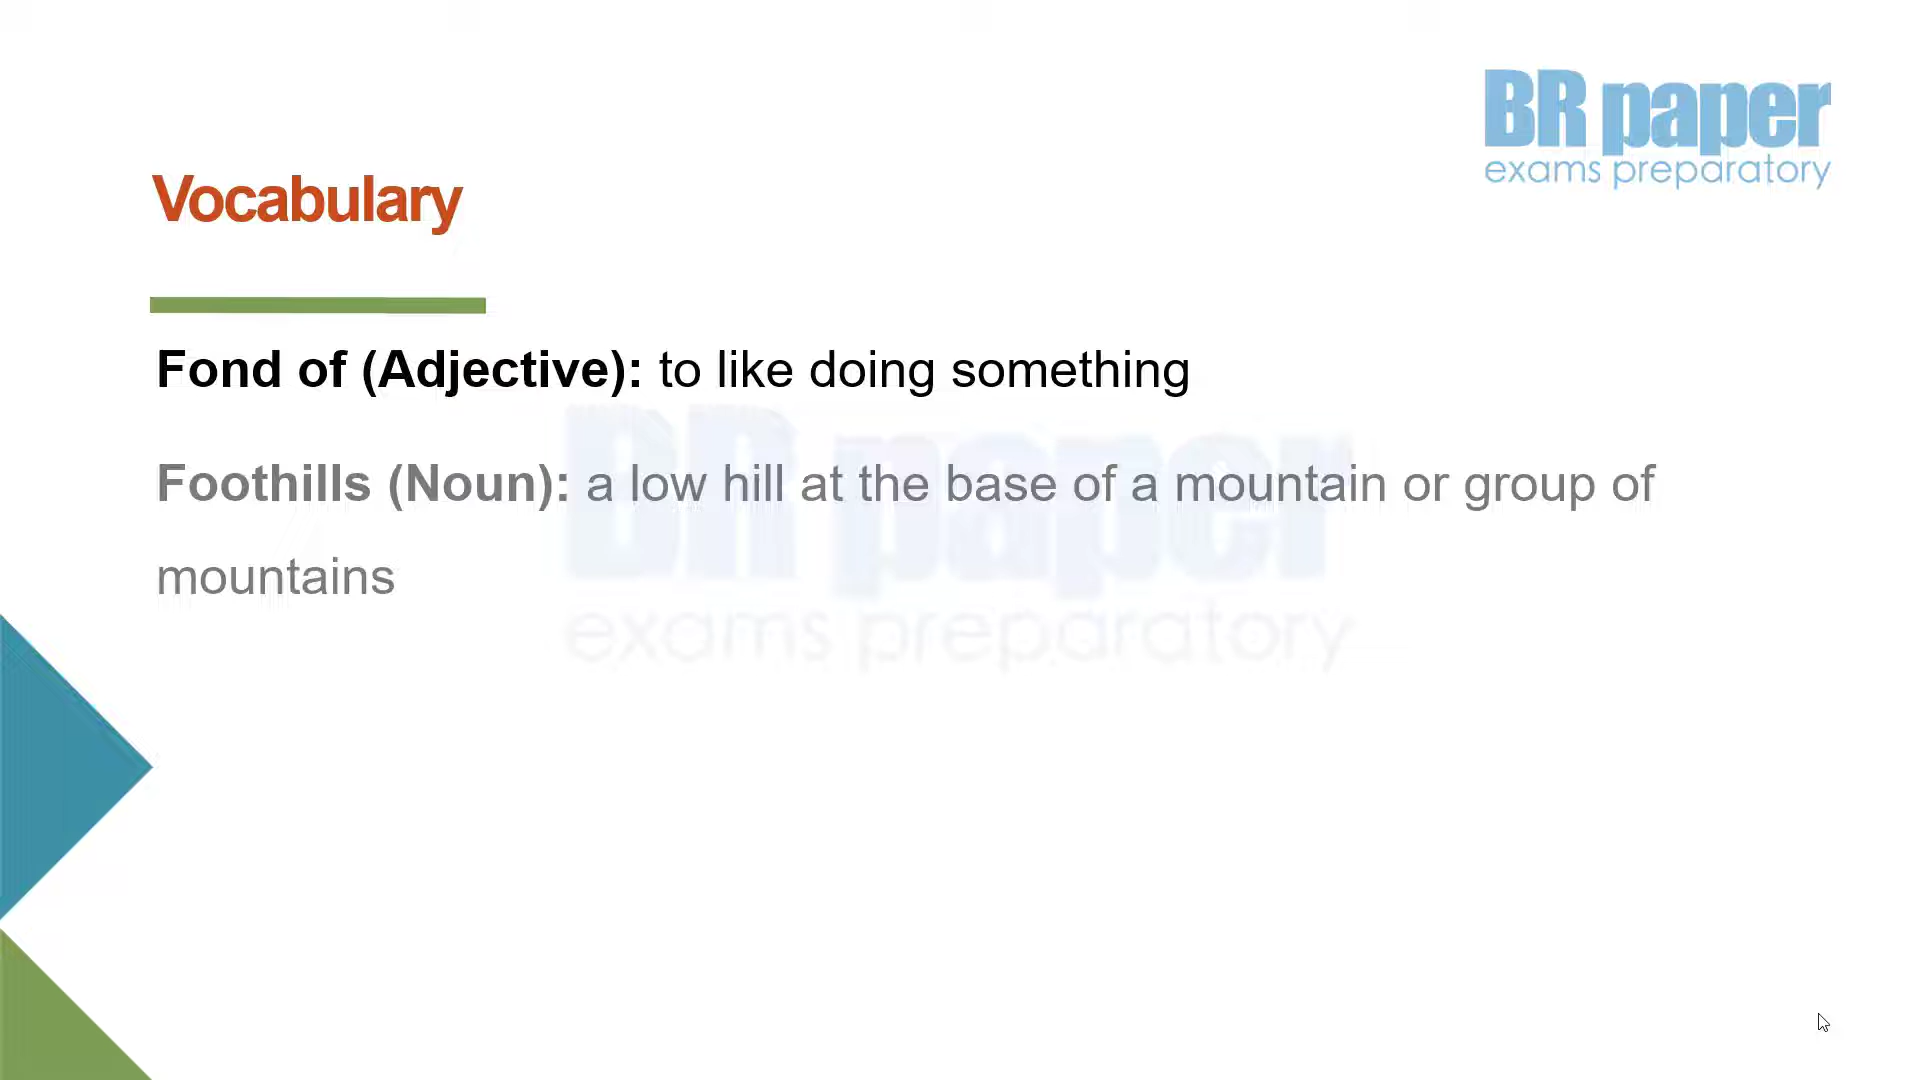 BR paper
exams preparatory
Vocabulary
Fond of (Adjective): to like doing something
Foothills (Noun): a low hill at the base of a mountain or group of
mountains
BR paper
exams preparatory